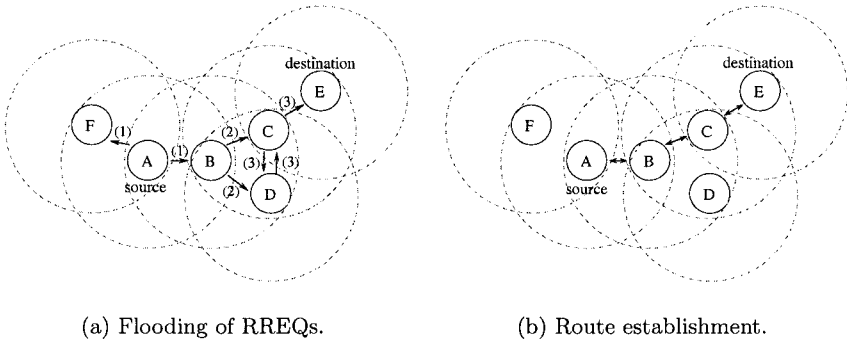 destination
E
(3)
F
(1)
(2)
C
A
(1)
B
(3)
(3)
source
(2)
D
(a) Flooding of RREQs.
destination
E
F
C
A
B
source
D
(b) Route establishment.